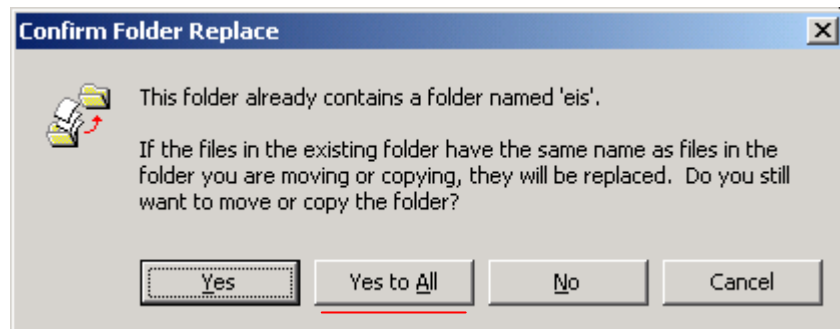 Confirm Folder Replace
This folder already contains a folder named 'eis'.
If the files in the existing folder have the same name as files in the
folder you are moving or copying, they will be replaced. Do you still
want to move or copy the folder?
Yes Yes to All No Cancel